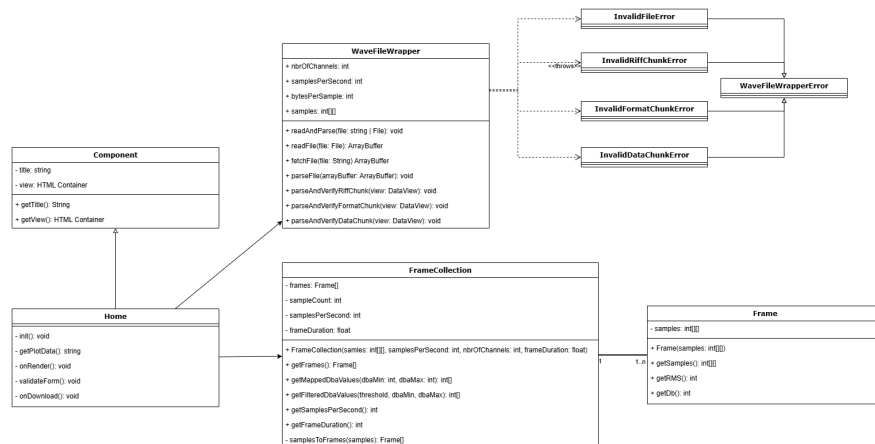 InvalidFileError
WaveFileWrapper
+ nbrOfChannels: int
+ samplesPerSecond: int
+ bytesPerSample: int
+ samples: int[][]
+ readAndParse(file: string | File): void
+ readFile(file: File): ArrayBuffer
+ fetchFile(file: String) ArrayBuffer
+ parseFile(arrayBuffer: ArrayBuffer): void
+ parseAndVerifyRiffChunk(view: DataView): void
+ parseAndVerifyFormatChunk(view: DataView): void
+ parseAndVerifyDataChunk(view: DataView): void
<<throws>>
InvalidRiffChunkError
WaveFileWrapperError
InvalidFormatChunkError
InvalidDataChunkError
Component
- title: string
- view: HTML Container
+ getTitle(): String
+ getView(): HTML Container
Home
- init(): void
- getPlotData(): string
- onRender(): void
- validateForm(): void
- onDownload(): void
FrameCollection
- frames: Frame[]
- sampleCount: int
- samplesPerSecond: int
- frameDuration: float
+ FrameCollection(samles: int[][], samplesPerSecond: int, nbrOfChannels: int, frameDuration: float)
+ getFrames(): Frame[]
+ getMappedDbaValues(dbaMin: int, dbaMax: int): int[]
+ getFilteredDbaValues(threshold, dbaMin, dbaMax): int[]
+ getSamplesPerSecond(): int
+ getFrameDuration(): int
- samplesToFrames(samples): Frame[]
1
1..n
Frame
- samples: int[][]
+ Frame(samples: int[][])
+ getSamples(): int[][]
+ getRMS(): int
+ getDb(): int